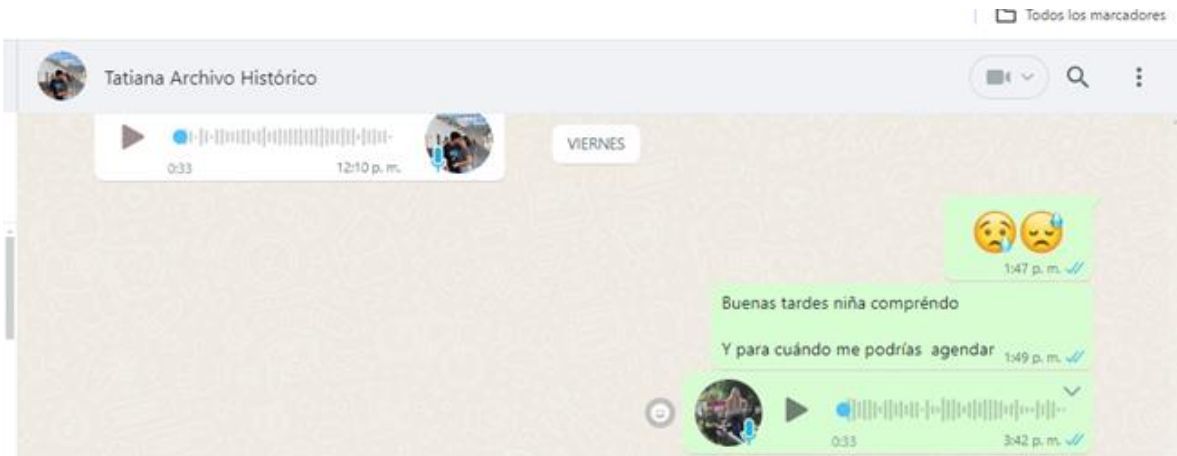 Todos los marcadores
Tatiana Archivo Histórico
0:33 12:10 p. m.
VIERNES
1:47 p. m.
Buenas tardes niña compréndo
Y para cuándo me podrías agendar 1:49 p. m.
0:33 3:42 p. m.